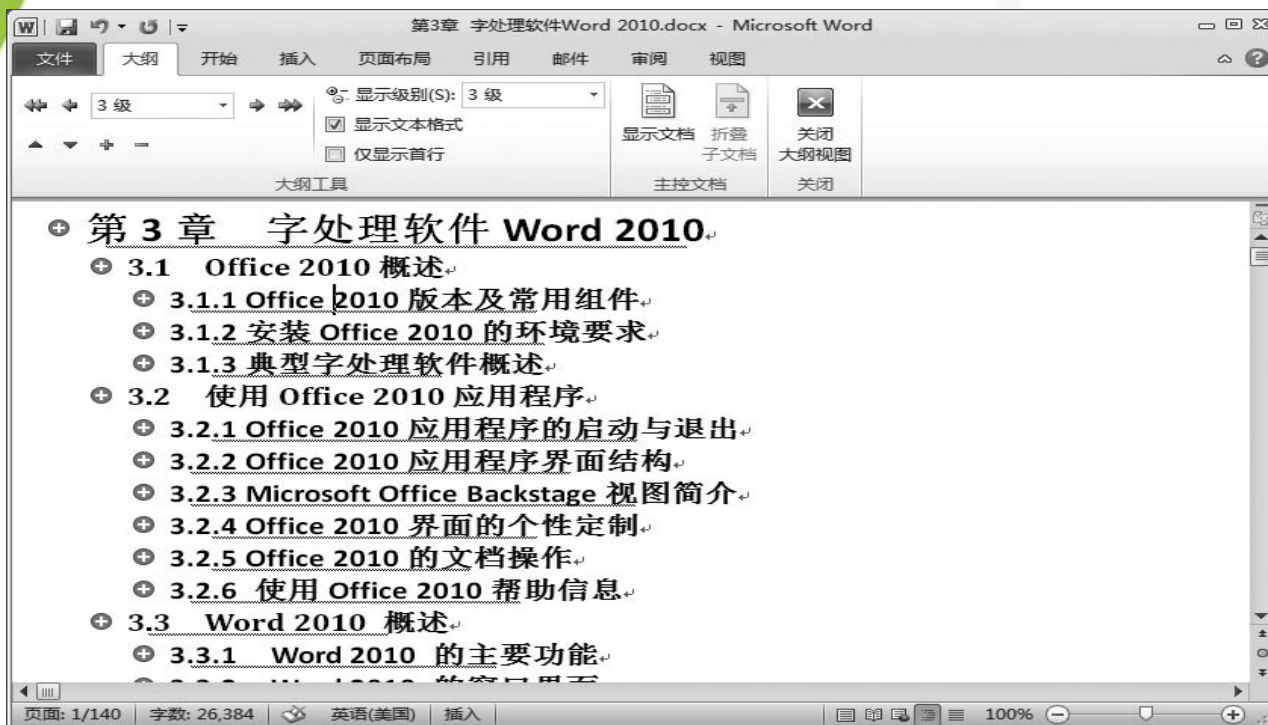 第3章 字处理软件Word 2010.docx - Microsoft Word
文件 大纲 开始 插入 页面布局 引用 邮件 审阅 视图
3 级 显示级别(S): 3 级
显示文本格式
仅显示首行
显示文档 折叠子文档 关闭大纲视图
大纲工具 主控文档 关闭
第 3 章 字处理软件 Word 2010
3.1 Office 2010 概述
3.1.1 Office 2010 版本及常用组件
3.1.2 安装 Office 2010 的环境要求
3.1.3 典型字处理软件概述
3.2 使用 Office 2010 应用程序
3.2.1 Office 2010 应用程序的启动与退出
3.2.2 Office 2010 应用程序界面结构
3.2.3 Microsoft Office Backstage 视图简介
3.2.4 Office 2010 界面的个性定制
3.2.5 Office 2010 的文档操作
3.2.6 使用 Office 2010 帮助信息
3.3 Word 2010 概述
3.3.1 Word 2010 的主要功能
页面: 1/140 字数: 26,384 英语(美国) 插入 100%